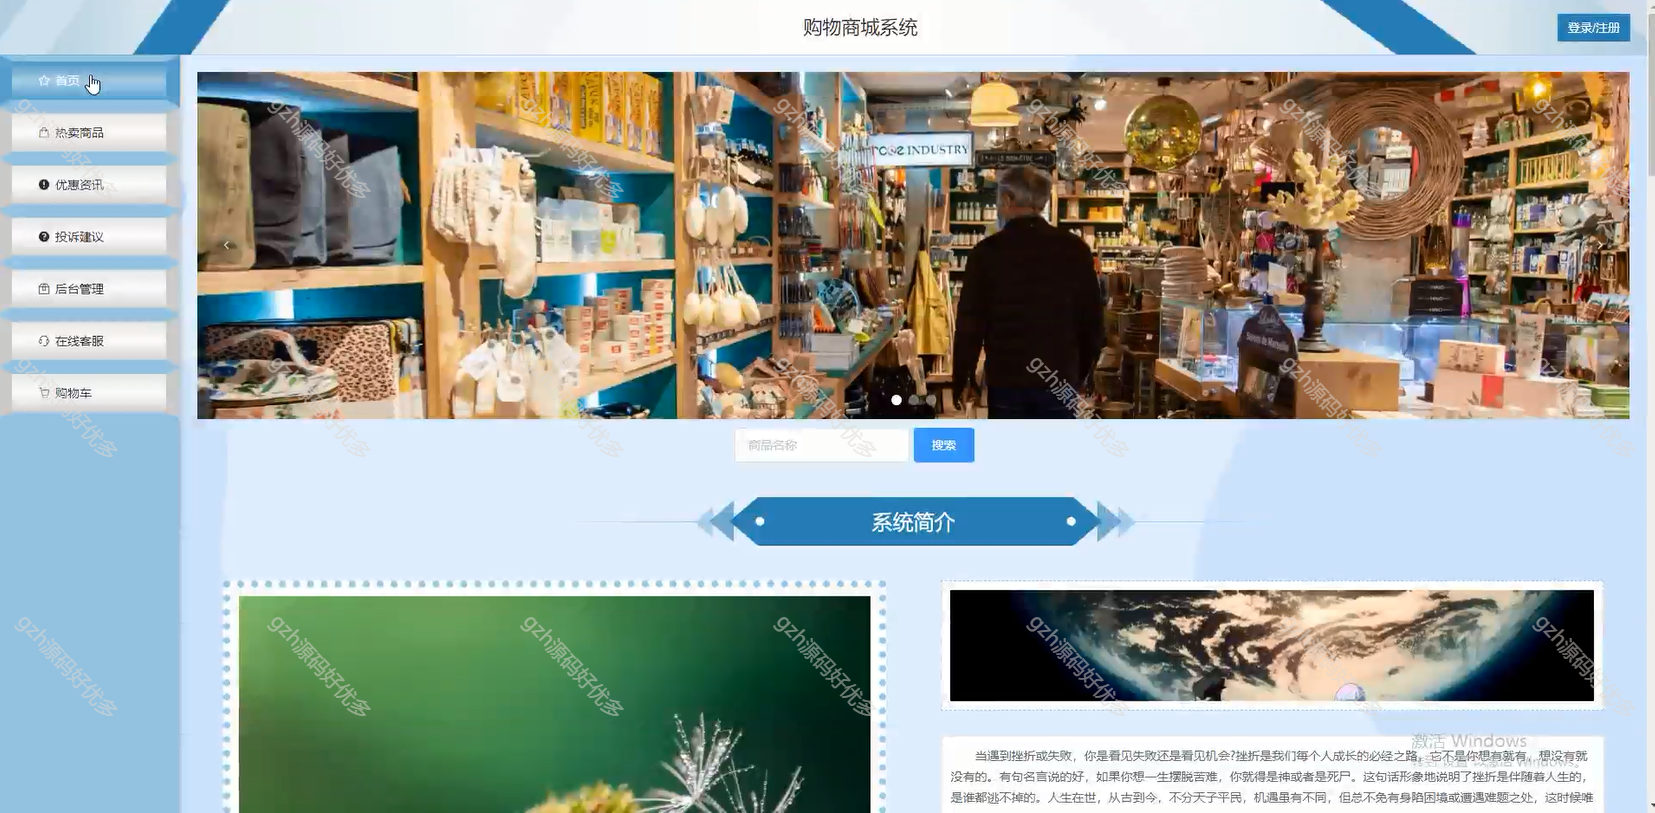 购物商城系统
登录/注册
首页
热卖商品
优惠资讯
投诉建议
后台管理
在线客服
购物车
INDUSTRY
商品名称
搜索
系统简介
当遇到挫折或失败，你是看见失败还是看见机会?挫折是我们每个人成长的必经之路，它不是你想有就有，想没有就
没有的。有句名言说的好，如果你想一生摆脱苦难，你就得是神或者是死尸。这句话形象地说明了挫折是伴随着人生的，
是谁都逃不掉的。人生在世，从古到今，不分天子平民，机遇虽有不同，但总不免有身陷困境或遭遇难题之处，这时候唯
激活 Windows
转到"设置"以激活 Windows。
gzh源码好优多